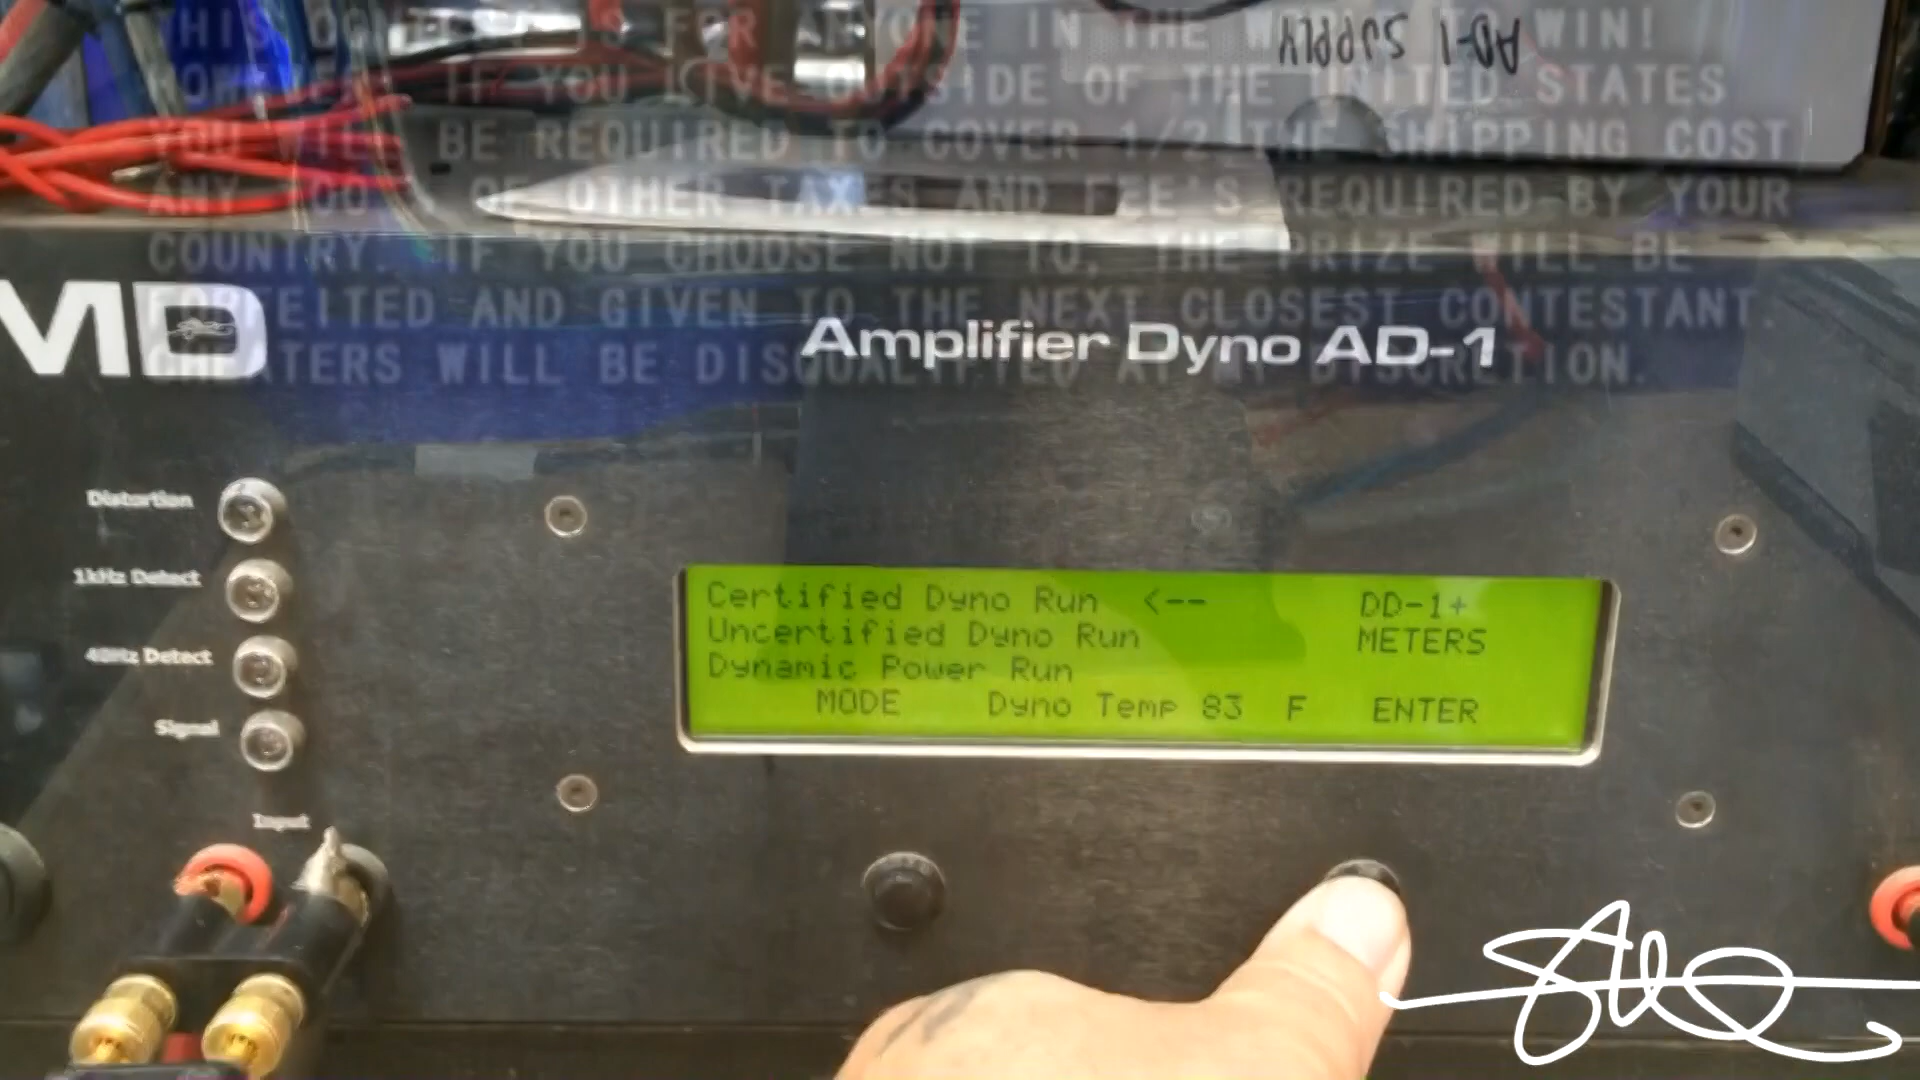 THIS CONTEST IS FOR ANYONE IN THE WORLD TO WIN!
HOWEVER IF YOU LIVE OUTSIDE OF THE UNITED STATES
YOU WILL BE REQUIRED TO COVER 1/2 THE SHIPPING COST
ANY OF OTHER TAXES AND FEE'S REQUIRED BY YOUR
COUNTRY. IF YOU CHOOSE NOT TO, THE PRIZE WILL BE
FORFEITED AND GIVEN TO THE NEXT CLOSEST CONTESTANT.
CHEATERS WILL BE DISQUALIFIED AT MY DISCRETION.
AD-1 SUPPLY
MD
Amplifier Dyno AD-1
Distortion
1kHz Detect
40Hz Detect
Signal
Input
Certified Dyno Run <-- DD-1+
Uncertified Dyno Run METERS
Dynamic Power Run
MODE Dyno Temp 83 F ENTER